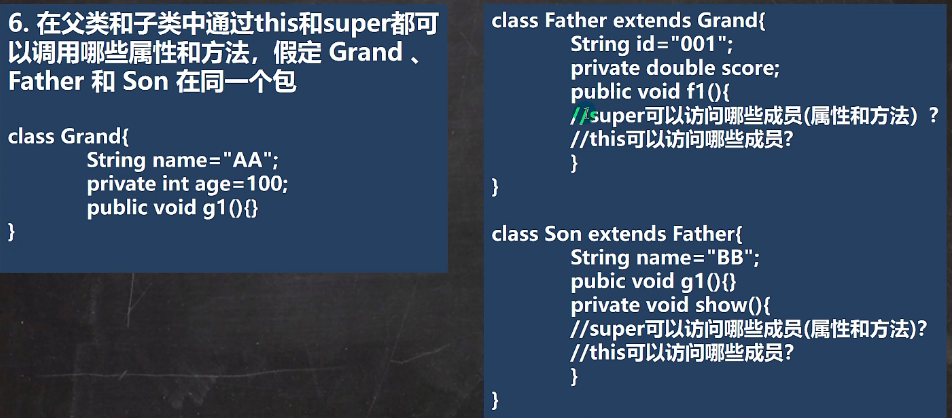 6. 在父类和子类中通过this和super都可
以调用哪些属性和方法，假定 Grand 、
Father 和 Son 在同一个包
class Grand{
String name="AA";
private int age=100;
public void g1(){}
}
class Father extends Grand{
String id="001";
private double score;
public void f1(){
//super可以访问哪些成员(属性和方法）?
//this可以访问哪些成员?
}
}
class Son extends Father{
String name="BB";
pubic void g1(){}
private void show(){
//super可以访问哪些成员(属性和方法)?
//this可以访问哪些成员?
}
}